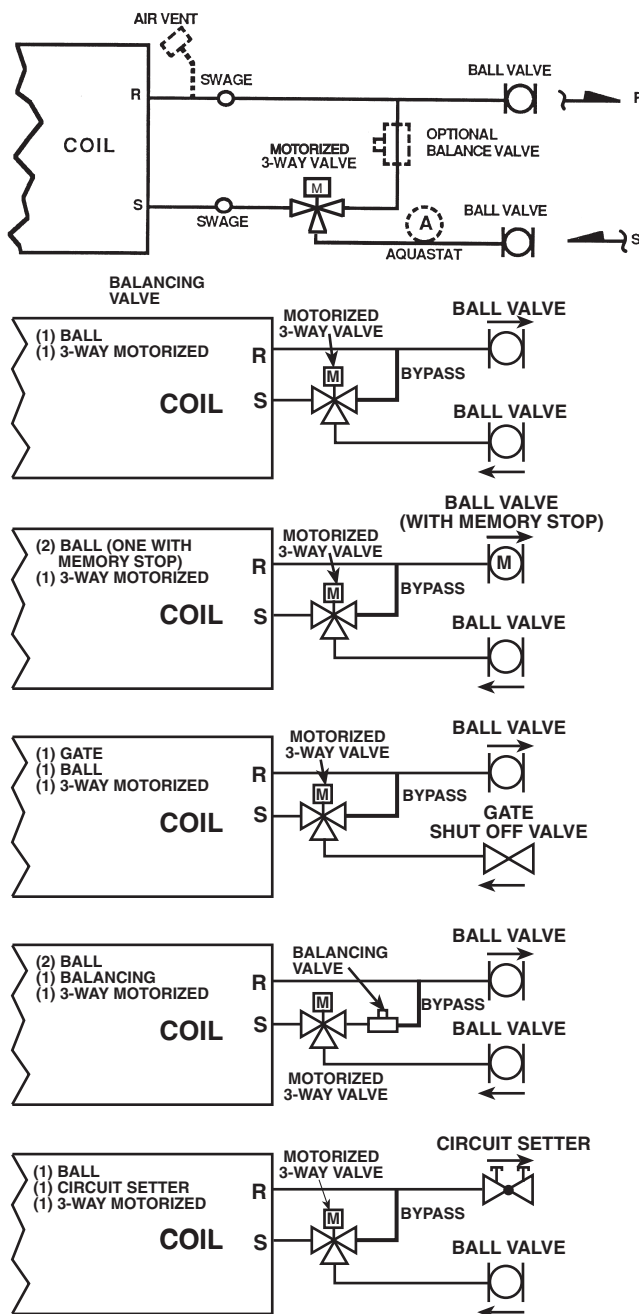 AIR VENT
SWAGE
BALL VALVE
R
R
COIL
MOTORIZED
3-WAY VALVE
OPTIONAL
BALANCE VALVE
M
S
SWAGE
A
AQUASTAT
BALL VALVE
S
BALANCING
VALVE
(1) BALL
(1) 3-WAY MOTORIZED
MOTORIZED
3-WAY VALVE
BALL VALVE
R
M
BYPASS
COIL
S
BALL VALVE
(2) BALL (ONE WITH
MEMORY STOP)
(1) 3-WAY MOTORIZED
MOTORIZED
3-WAY VALVE
BALL VALVE
(WITH MEMORY STOP)
R
M
M
BYPASS
COIL
S
BALL VALVE
(1) GATE
(1) BALL
(1) 3-WAY MOTORIZED
MOTORIZED
3-WAY VALVE
BALL VALVE
R
M
BYPASS
COIL
S
GATE
SHUT OFF VALVE
(2) BALL
(1) BALANCING
(1) 3-WAY MOTORIZED
BALANCING
VALVE
BALL VALVE
R
M
BYPASS
COIL
S
BALL VALVE
MOTORIZED
3-WAY VALVE
(1) BALL
(1) CIRCUIT SETTER
(1) 3-WAY MOTORIZED
MOTORIZED
3-WAY VALVE
CIRCUIT SETTER
R
M
BYPASS
COIL
S
BALL VALVE